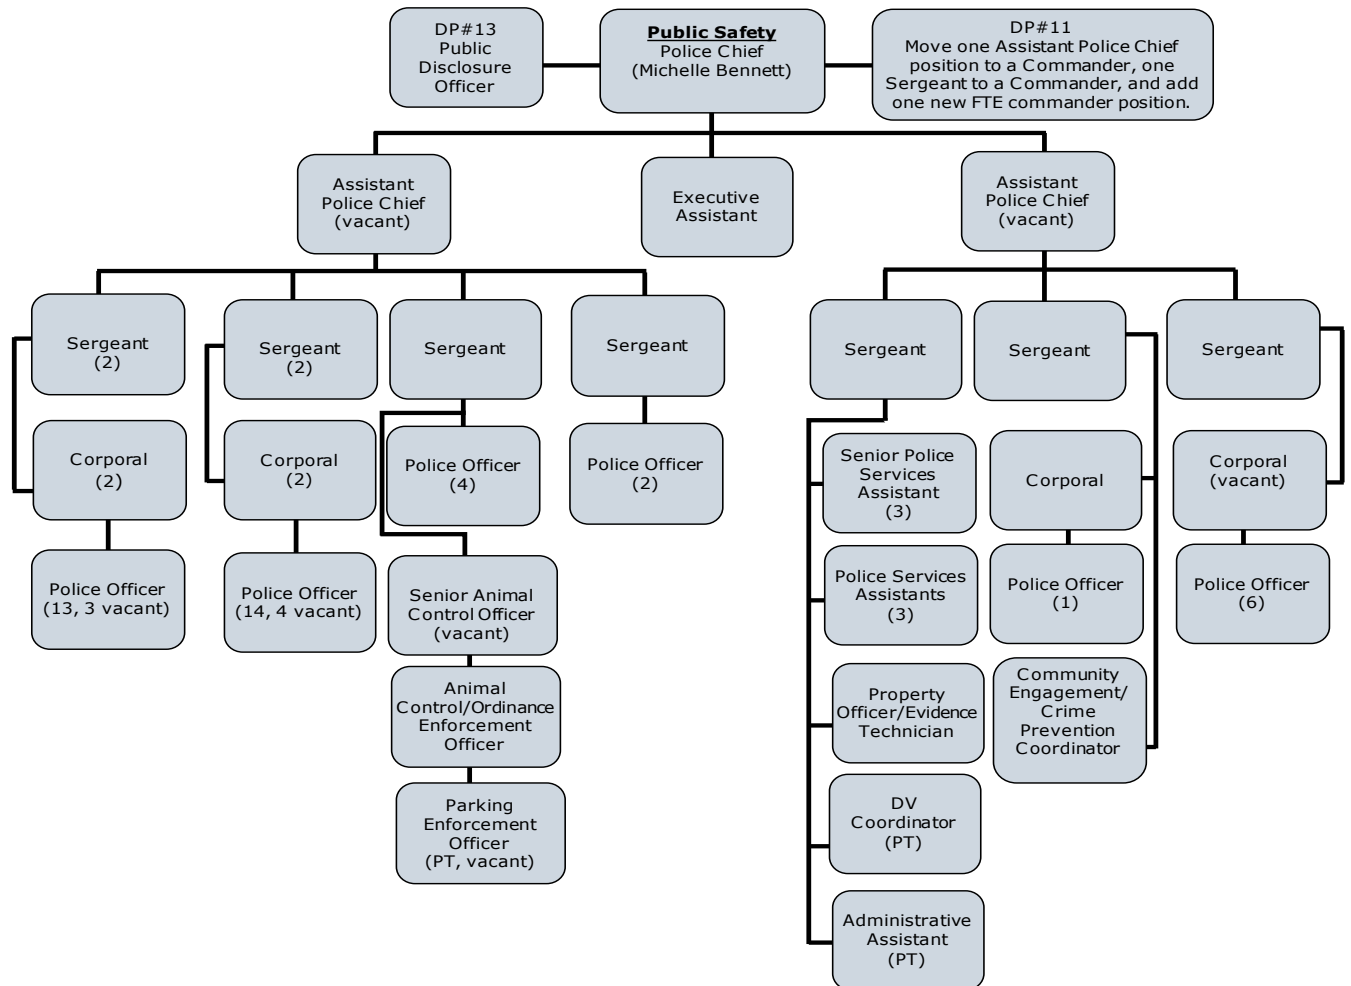 DP#13
Public
Disclosure
Officer
Public Safety
Police Chief
(Michelle Bennett)
DP#11
Move one Assistant Police Chief
position to a Commander, one
Sergeant to a Commander, and add
one new FTE commander position.
Assistant
Police Chief
(vacant)
Executive
Assistant
Assistant
Police Chief
(vacant)
Sergeant
(2)
Sergeant
(2)
Sergeant
Sergeant
Sergeant
Sergeant
Sergeant
Corporal
(2)
Corporal
(2)
Police Officer
(4)
Police Officer
(2)
Senior Police
Services
Assistant
(3)
Corporal
Corporal
(vacant)
Police Officer
(13, 3 vacant)
Police Officer
(14, 4 vacant)
Senior Animal
Control Officer
(vacant)
Police Services
Assistants
(3)
Police Officer
(1)
Police Officer
(6)
Animal
Control/Ordinance
Enforcement
Officer
Property
Officer/Evidence
Technician
Community
Engagement/
Crime
Prevention
Coordinator
Parking
Enforcement
Officer
(PT, vacant)
DV
Coordinator
(PT)
Administrative
Assistant
(PT)